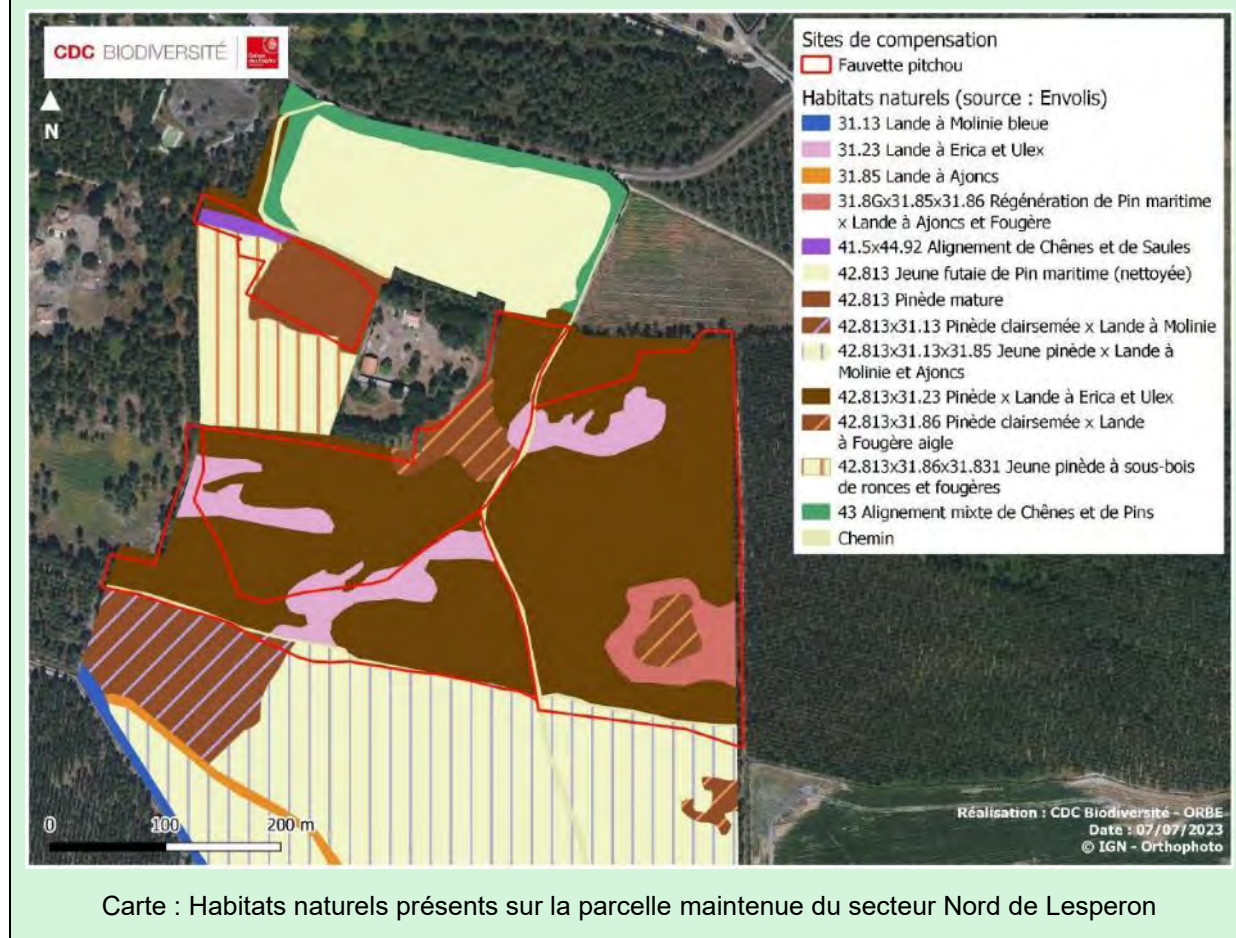 CDC BIODIVERSITÉ
N
Sites de compensation
Fauvette pitchou
Habitats naturels (source : Envolis)
31.13 Lande à Molinie bleue
31.23 Lande à Erica et Ulex
31.85 Lande à Ajoncs
31.8Gx31.85x31.86 Régénération de Pin maritime
x Lande à Ajoncs et Fougère
41.5x44.92 Alignement de Chênes et de Saules
42.813 Jeune futaie de Pin maritime (nettoyée)
42.813 Pinède mature
42.813x31.13 Pinède clairsemée x Lande à Molinie
42.813x31.13x31.85 Jeune pinède x Lande à
Molinie et Ajoncs
42.813x31.23 Pinède x Lande à Erica et Ulex
42.813x31.86 Pinède clairsemée x Lande
à Fougère aigle
42.813x31.86x31.831 Jeune pinède à sous-bois
de ronces et fougères
43 Alignement mixte de Chênes et de Pins
Chemin
0 100 200 m
Réalisation : CDC Biodiversité - ORBE
Date : 07/07/2023
© IGN - Orthophoto
Carte : Habitats naturels présents sur la parcelle maintenue du secteur Nord de Lesperon